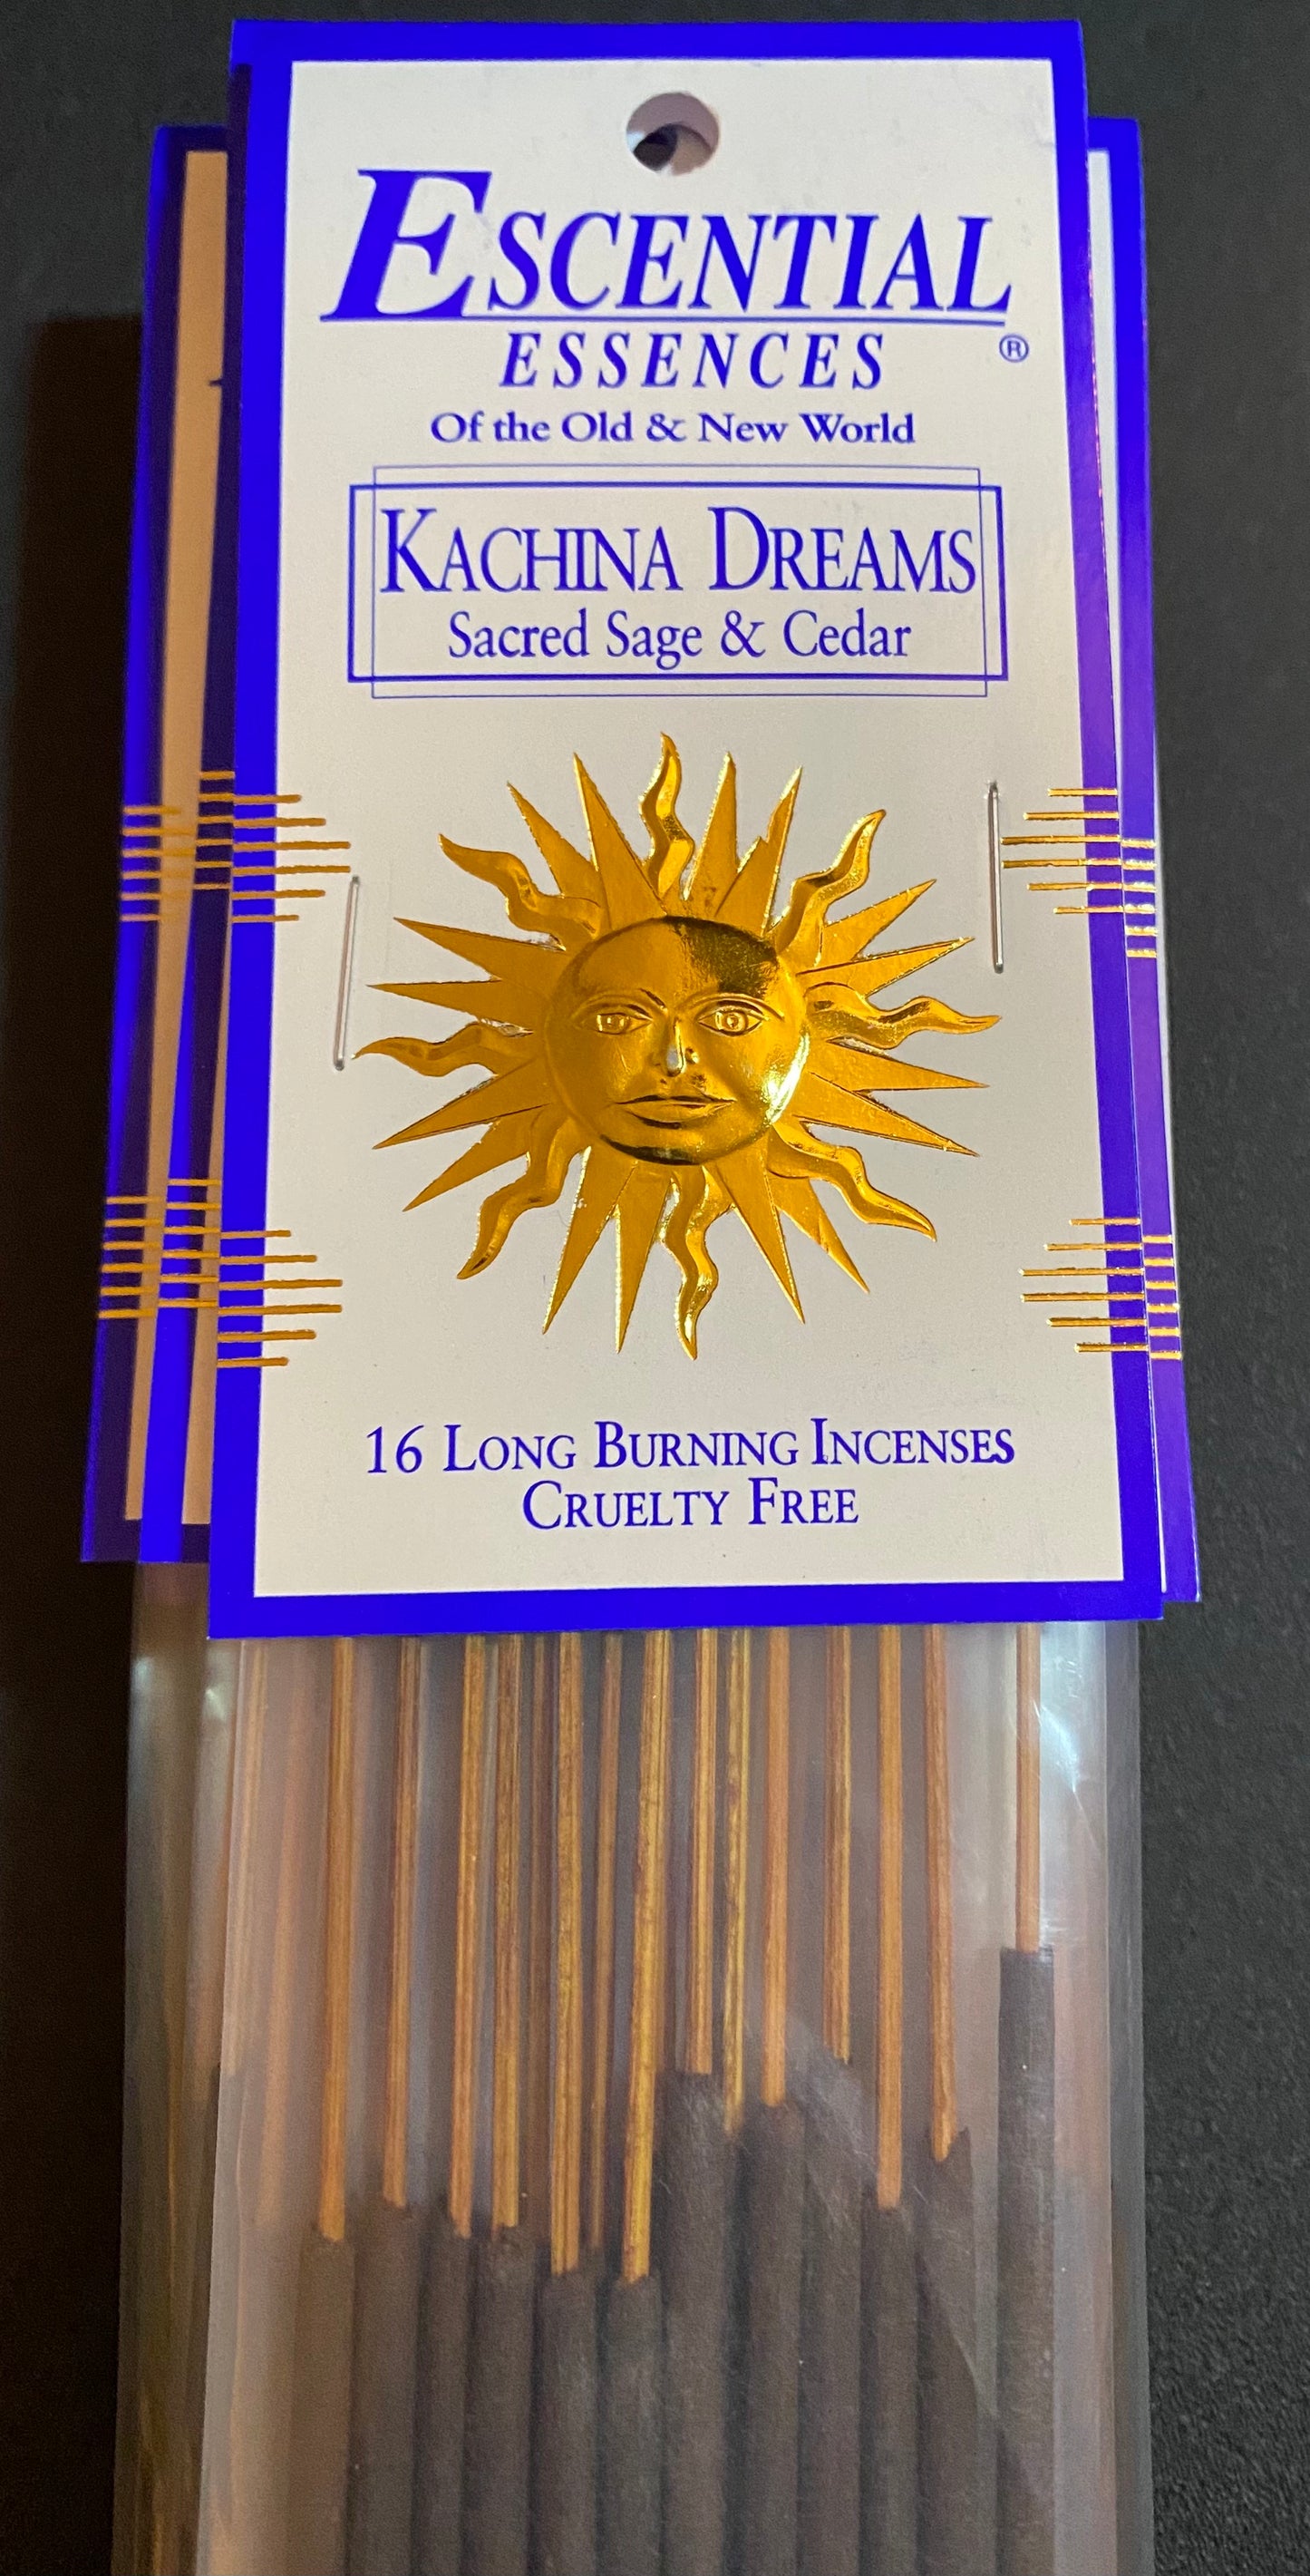 ESCENTIAL
ESSENCES ®
Of the Old & New World
KACHINA DREAMS
Sacred Sage & Cedar
16 LONG BURNING INCENSES
CRUELTY FREE